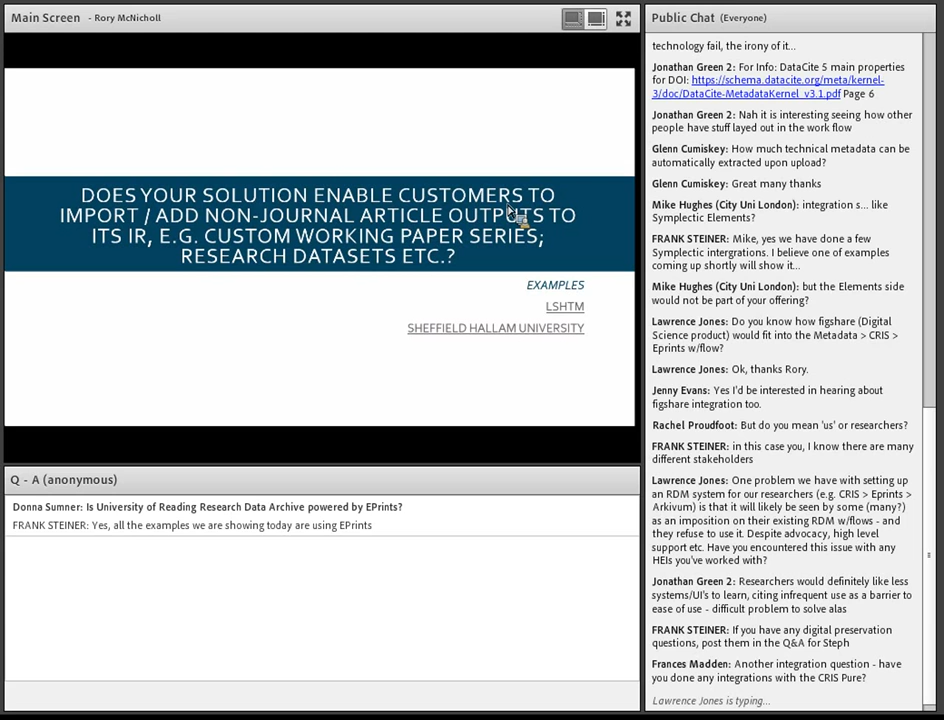 Main Screen - Rory McNicholl
DOES YOUR SOLUTION ENABLE CUSTOMERS TO
IMPORT / ADD NON-JOURNAL ARTICLE OUTPUTS TO
ITS IR, E.G. CUSTOM WORKING PAPER SERIES;
RESEARCH DATASETS ETC.?
EXAMPLES
LSHTM
SHEFFIELD HALLAM UNIVERSITY
Q - A (anonymous)
Donna Sumner: Is University of Reading Research Data Archive powered by EPrints?
FRANK STEINER: Yes, all the examples we are showing today are using EPrints
Public Chat (Everyone)
technology fail, the irony of it...
Jonathan Green 2: For Info: DataCite 5 main properties
for DOI: https://schema.datacite.org/meta/kernel-
3/doc/DataCite-MetadataKernel_v3.1.pdf Page 6
Jonathan Green 2: Nah it is interesting seeing how other
people have stuff layed out in the work flow
Glenn Cumiskey: How much technical metadata can be
automatically extracted upon upload?
Glenn Cumiskey: Great many thanks
Mike Hughes (City Uni London): integration s... like
Symplectic Elements?
FRANK STEINER: Mike, yes we have done a few
Symplectic intergrations. I believe one of examples
coming up shortly will show it...
Mike Hughes (City Uni London): but the Elements side
would not be part of your offering?
Lawrence Jones: Do you know how figshare (Digital
Science product) would fit into the Metadata > CRIS >
Eprints w/flow?
Lawrence Jones: Ok, thanks Rory.
Jenny Evans: Yes I'd be interested in hearing about
figshare integration too.
Rachel Proudfoot: But do you mean 'us' or researchers?
FRANK STEINER: in this case you, I know there are many
different stakeholders
Lawrence Jones: One problem we have with setting up
an RDM system for our researchers (e.g. CRIS > Eprints >
Arkivum) is that it will likely be seen by some (many?)
as an imposition on their existing RDM w/flows - and
they refuse to use it. Despite advocacy, high level
support etc. Have you encountered this issue with any
HEIs you've worked with?
Jonathan Green 2: Researchers would definitely like less
systems/UI's to learn, citing infrequent use as a barrier to
ease of use - difficult problem to solve alas
FRANK STEINER: If you have any digital preservation
questions, post them in the Q&A for Steph
Frances Madden: Another integration question - have
you done any integrations with the CRIS Pure?
Lawrence Jones is typing...